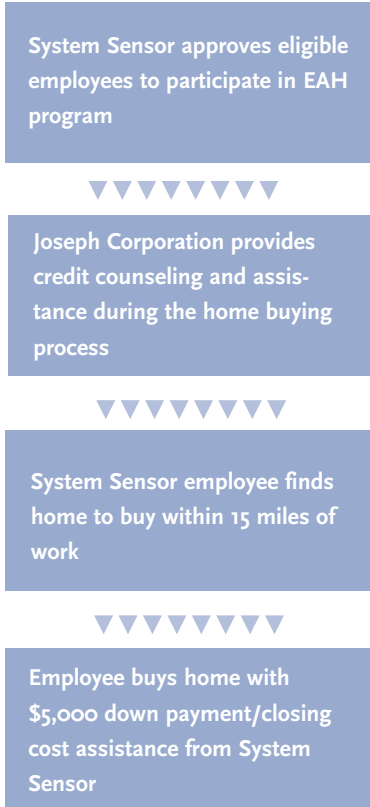 System Sensor approves eligible
employees to participate in EAH
program
Joseph Corporation provides
credit counseling and assis-
tance during the home buying
process
System Sensor employee finds
home to buy within 15 miles of
work
Employee buys home with
$5,000 down payment/closing
cost assistance from System
Sensor